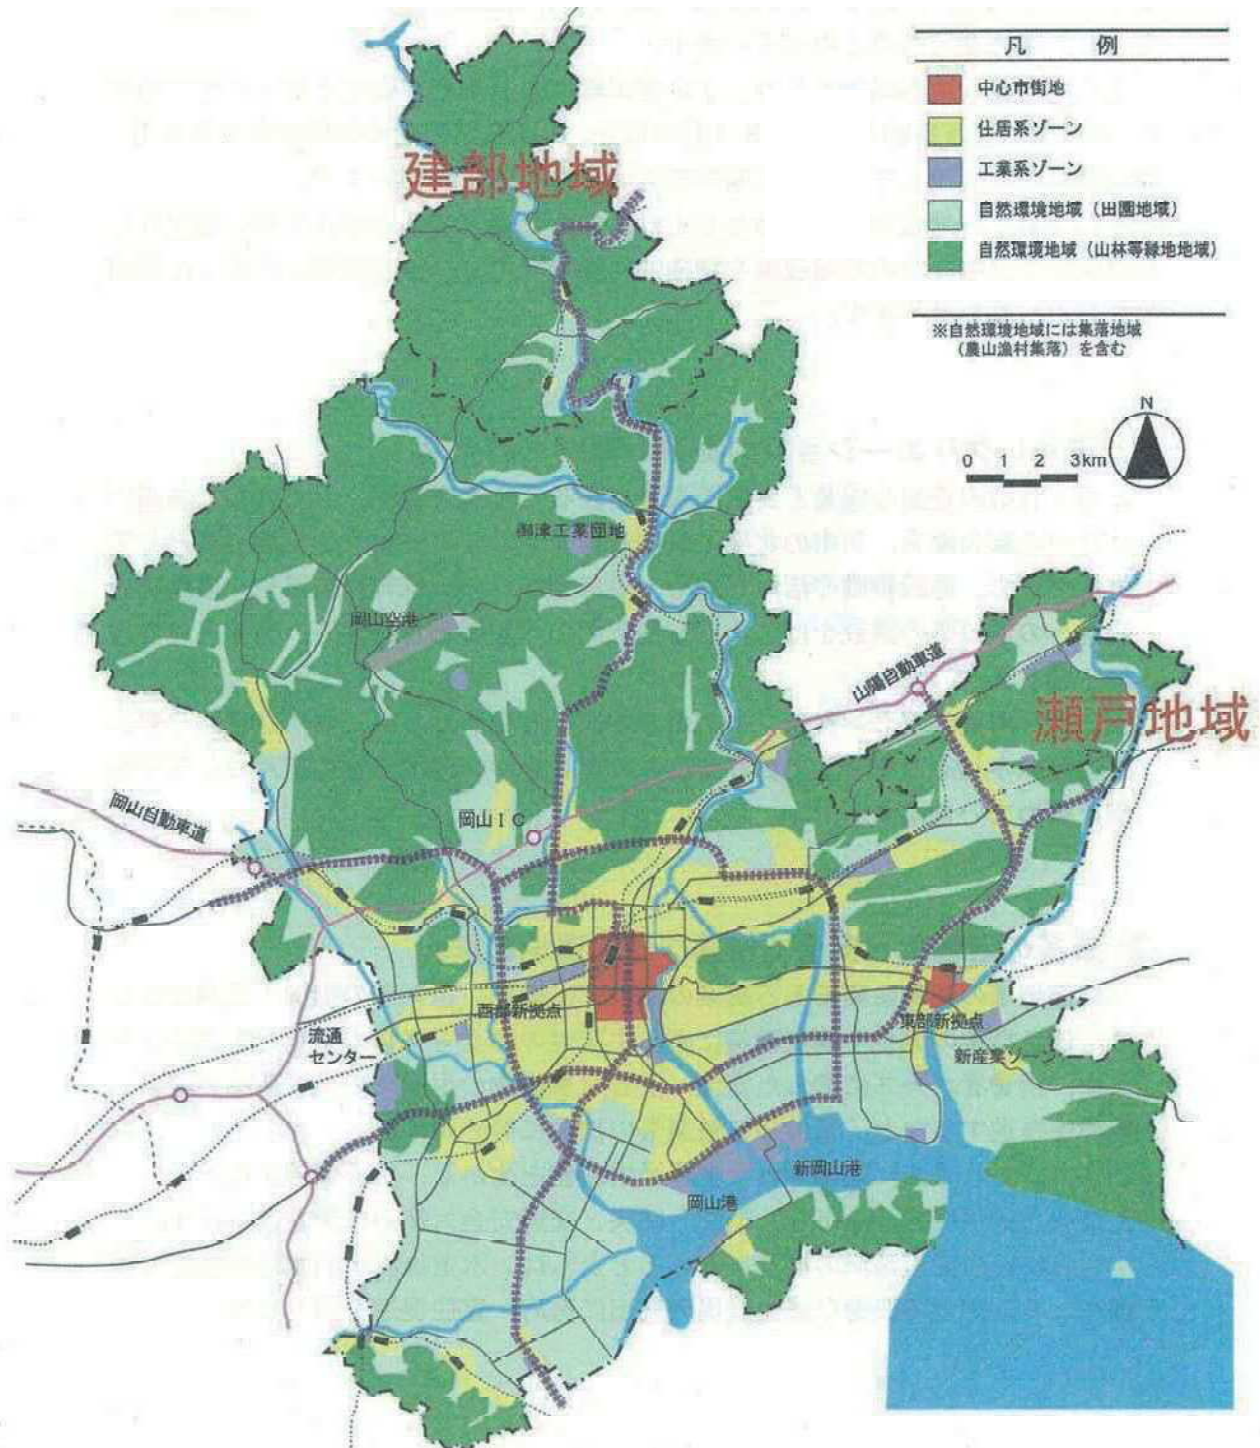 凡 例
中心市街地
住居系ゾーン
工業系ゾーン
自然環境地域（田園地域）
自然環境地域（山林等緑地地域）
※自然環境地域には集落地域
（農山漁村集落）を含む
N
0 1 2 3km
建部地域
御津工業団地
岡山空港
山陽自動車道
瀬戸地域
岡山自動車道
岡山IC
西部新拠点
東部新拠点
流通
センター
新産業ゾーン
新岡山港
岡山港